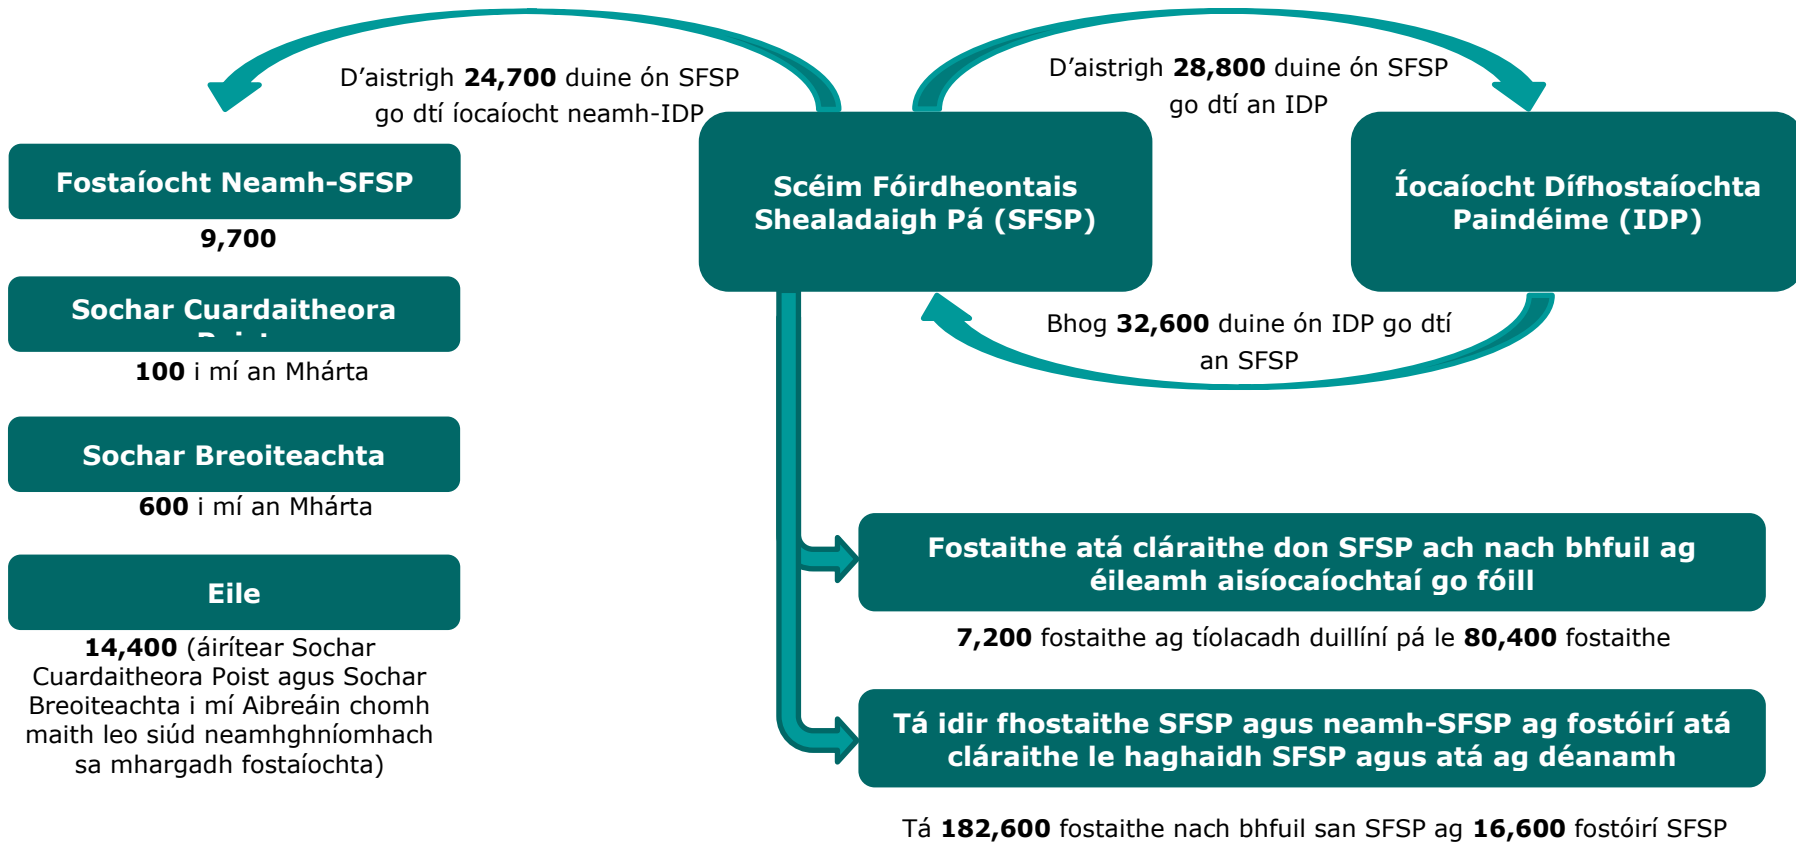 D'aistrigh 24,700 duine ón SFSP
go dtí íocaíocht neamh-IDP
D'aistrigh 28,800 duine ón SFSP
go dtí an IDP
Fostaíocht Neamh-SFSP
9,700
Sochar Cuardaitheora
100 i mí an Mhárta
Sochar Breoiteachta
600 i mí an Mhárta
Eile
14,400 (áirítear Sochar
Cuardaitheora Poist agus Sochar
Breoiteachta i mí Aibreáin chomh
maith leo siúd neamhghníomhach
sa mhargadh fostaíochta)
Scéim Fóirdheontais
Shealadaigh Pá (SFSP)
Íocaíocht Dífhostaíochta
Paindéime (IDP)
Bhog 32,600 duine ón IDP go dtí
an SFSP
Fostaithe atá cláraithe don SFSP ach nach bhfuil ag
éileamh aisíocaíochtaí go fóill
7,200 fostaithe ag tíolacadh duillíní pá le 80,400 fostaithe
Tá idir fhostaithe SFSP agus neamh-SFSP ag fostóirí atá
cláraithe le haghaidh SFSP agus atá ag déanamh
Tá 182,600 fostaithe nach bhfuil san SFSP ag 16,600 fostóirí SFSP